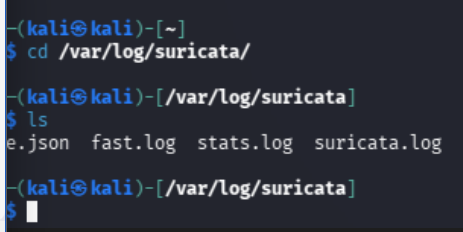 -(kali㉿kali)-[~]
$ cd /var/log/suricata/
-(kali㉿kali)-[/var/log/suricata]
$ ls
e.json fast.log stats.log suricata.log
-(kali㉿kali)-[/var/log/suricata]
$